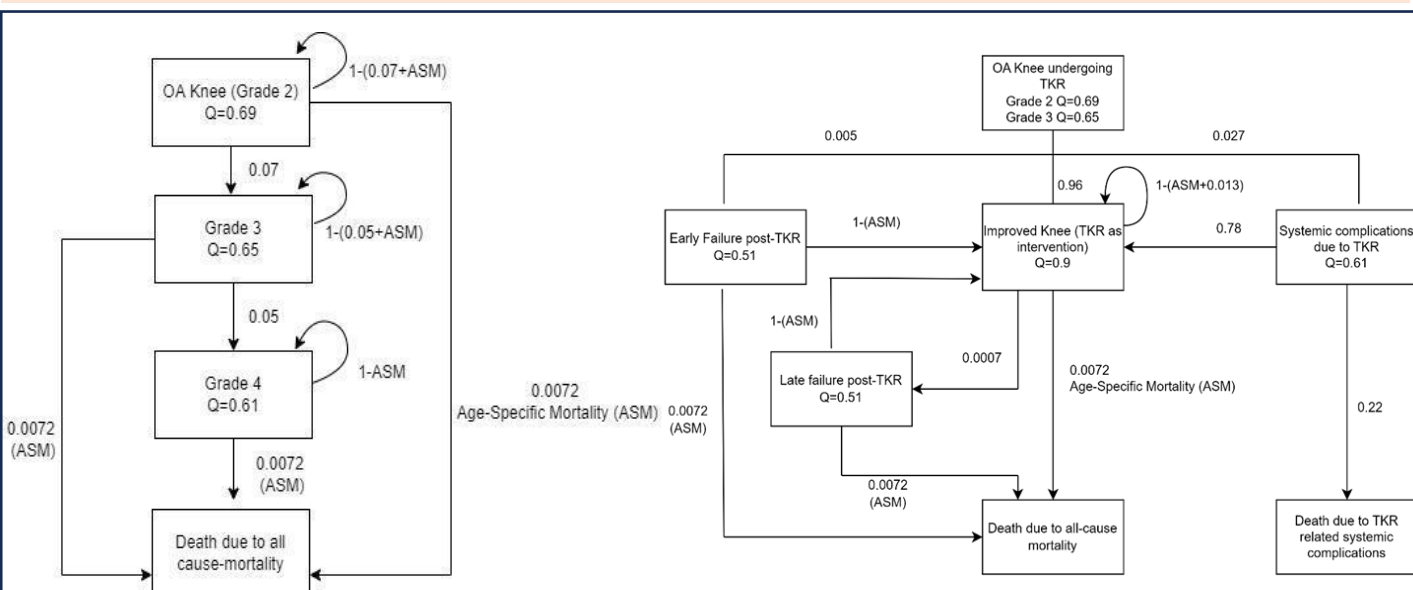 OA Knee (Grade 2)
Q=0.69
1-(0.07+ASM)
0.07
Grade 3
Q=0.65
1-(0.05+ASM)
0.05
Grade 4
Q=0.61
1-ASM
0.0072
(ASM)
0.0072
(ASM)
0.0072
Age-Specific Mortality (ASM)
Death due to all
cause-mortality
OA Knee undergoing
TKR
Grade 2 Q=0.69
Grade 3 Q=0.65
0.005
0.027
0.96
1-(ASM+0.013)
Early Failure post-TKR
Q=0.51
1-(ASM)
Improved Knee (TKR as
intervention)
Q=0.9
0.78
Systemic complications
due to TKR
Q=0.61
1-(ASM)
Late failure post-TKR
Q=0.51
0.0007
0.0072
Age-Specific Mortality (ASM)
0.0072
(ASM)
0.22
0.0072
(ASM)
Death due to all-cause
mortality
Death due to TKR
related systemic
complications